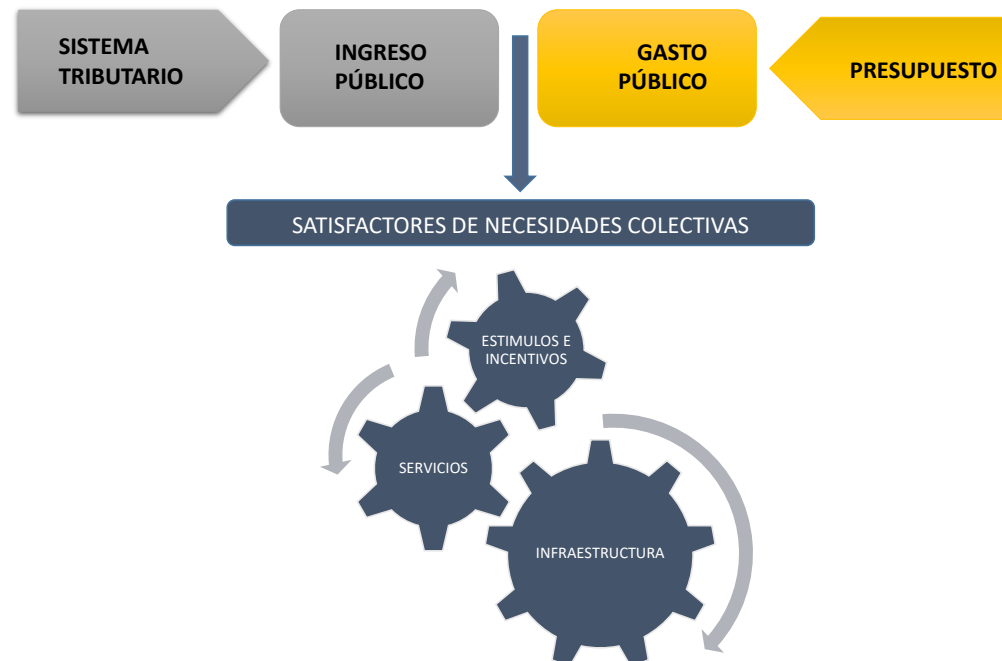 SISTEMA
TRIBUTARIO
INGRESO
PÚBLICO
GASTO
PÚBLICO
PRESUPUESTO
SATISFACTORES DE NECESIDADES COLECTIVAS
ESTIMULOS E
INCENTIVOS
SERVICIOS
INFRAESTRUCTURA